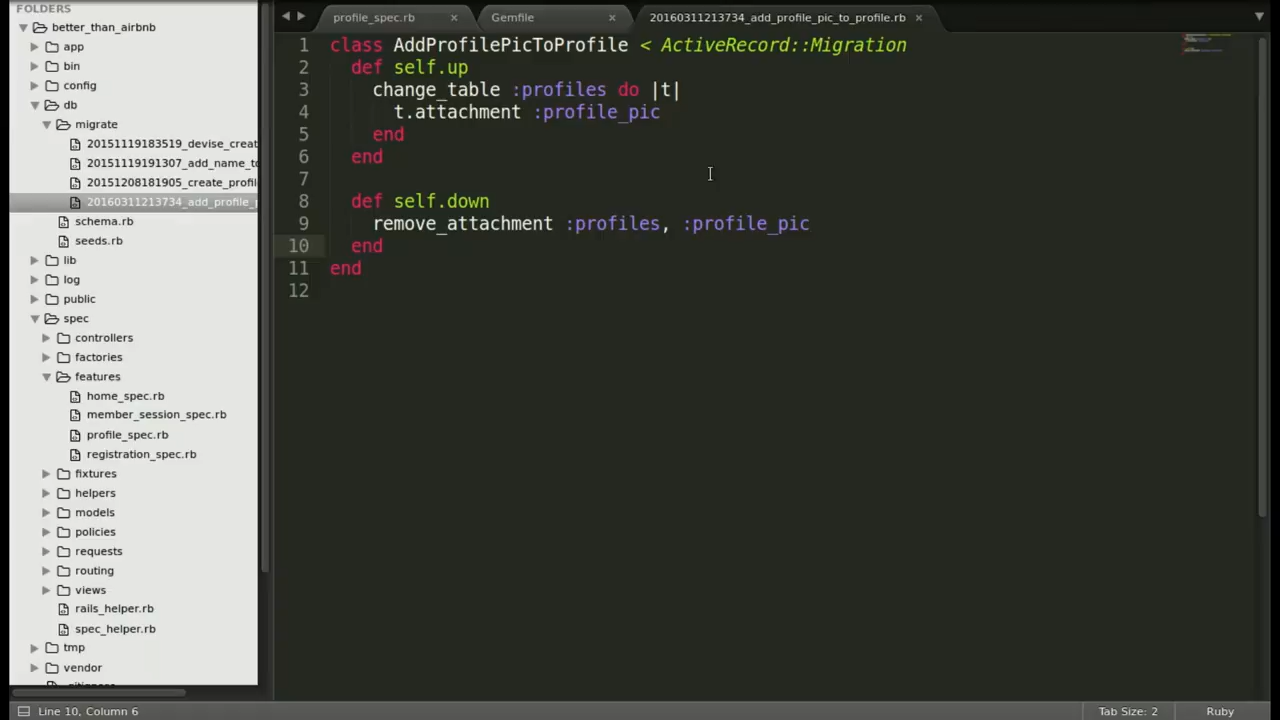 FOLDERS
better_than_airbnb
app
bin
config
db
migrate
20151119183519_devise_creat
20151119191307_add_name_to
20151208181905_create_profil
20160311213734_add_profile_p
schema.rb
seeds.rb
lib
log
public
spec
controllers
factories
features
home_spec.rb
member_session_spec.rb
profile_spec.rb
registration_spec.rb
fixtures
helpers
models
policies
requests
routing
views
rails_helper.rb
spec_helper.rb
tmp
vendor
profile_spec.rb × Gemfile × 20160311213734_add_profile_pic_to_profile.rb ×
1 class AddProfilePicToProfile < ActiveRecord::Migration
2 def self.up
3 change_table :profiles do |t|
4 t.attachment :profile_pic
5 end
6 end
7
8 def self.down
9 remove_attachment :profiles, :profile_pic
10 end
11 end
12
Line 10, Column 6 Tab Size: 2 Ruby